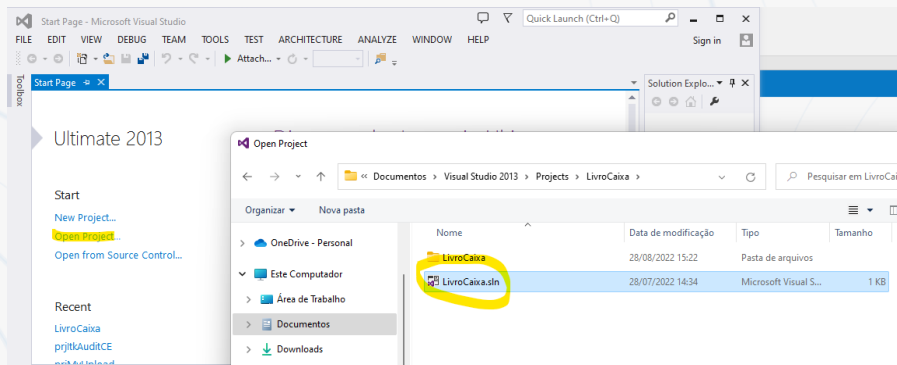 Start Page - Microsoft Visual Studio
Quick Launch (Ctrl+Q)
FILE EDIT VIEW DEBUG TEAM TOOLS TEST ARCHITECTURE ANALYZE WINDOW HELP
Sign in
Attach...
Toolbox
Start Page
Solution Explo...
Ultimate 2013
Start
New Project...
Open Project...
Open from Source Control...
Recent
LivroCaixa
prjItkAuditCE
prjMyUpload
Open Project
« Documentos > Visual Studio 2013 > Projects > LivroCaixa >
Pesquisar em LivroCai
Organizar
Nova pasta
Nome Data de modificação Tipo Tamanho
OneDrive - Personal
Este Computador
Área de Trabalho
Documentos
Downloads
LivroCaixa 28/08/2022 15:22 Pasta de arquivos
LivroCaixa.sln 28/07/2022 14:34 Microsoft Visual S... 1 KB